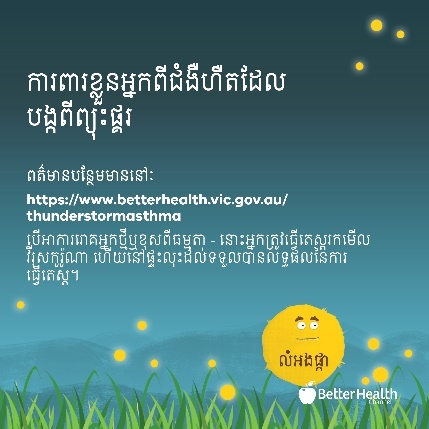 ការពារខ្លួនអ្នកពីជំងឺហឺតដែល
បង្កពីព្យុះផ្គរ
ពត៌មានបន្ថែមមាននៅ:
https://www.betterhealth.vic.gov.au/
thunderstormasthma
បើអាការរោគអ្នកថ្មីឬខុសពីធម្មតា - នោះអ្នកត្រូវធ្វើតេស្តរកមើល
វីរុសកូរ៉ូណា ហើយនៅផ្ទះលុះដល់ទទួលបានលទ្ធផលនៃការ
ធ្វើតេស្ត។
លំអងផ្កា
BetterHealth
Channel